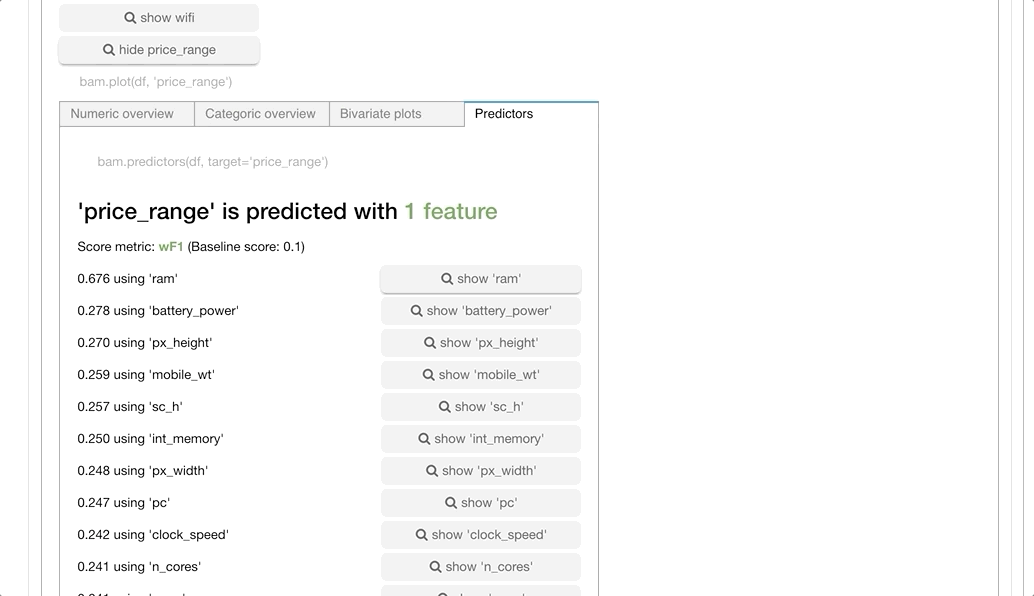 show wifi
hide price_range
bam.plot(df, 'price_range')
Numeric overview Categoric overview Bivariate plots Predictors
bam.predictors(df, target='price_range')
'price_range' is predicted with 1 feature
Score metric: wF1 (Baseline score: 0.1)
0.676 using 'ram' show 'ram'
0.278 using 'battery_power' show 'battery_power'
0.270 using 'px_height' show 'px_height'
0.259 using 'mobile_wt' show 'mobile_wt'
0.257 using 'sc_h' show 'sc_h'
0.250 using 'int_memory' show 'int_memory'
0.248 using 'px_width' show 'px_width'
0.247 using 'pc' show 'pc'
0.242 using 'clock_speed' show 'clock_speed'
0.241 using 'n_cores' show 'n_cores'